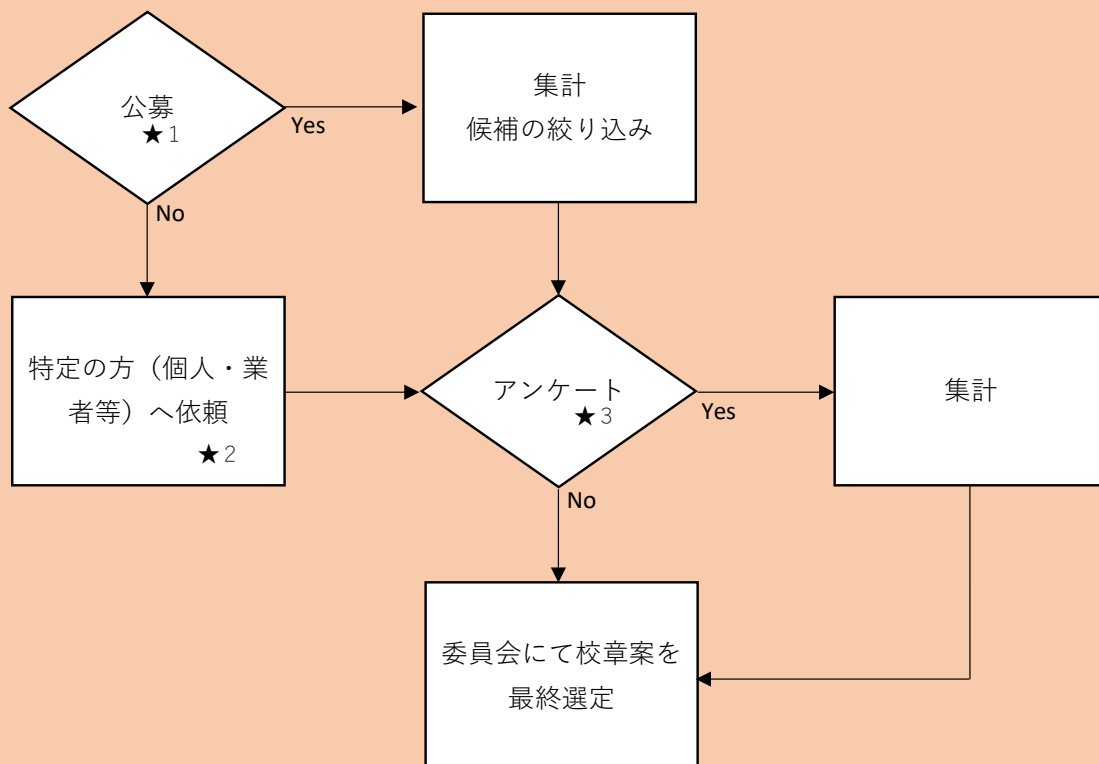 公募
★1
Yes
No
集計
候補の絞り込み
特定の方（個人・業
者等）へ依頼
★2
アンケート
★3
Yes
No
集計
委員会にて校章案を
最終選定